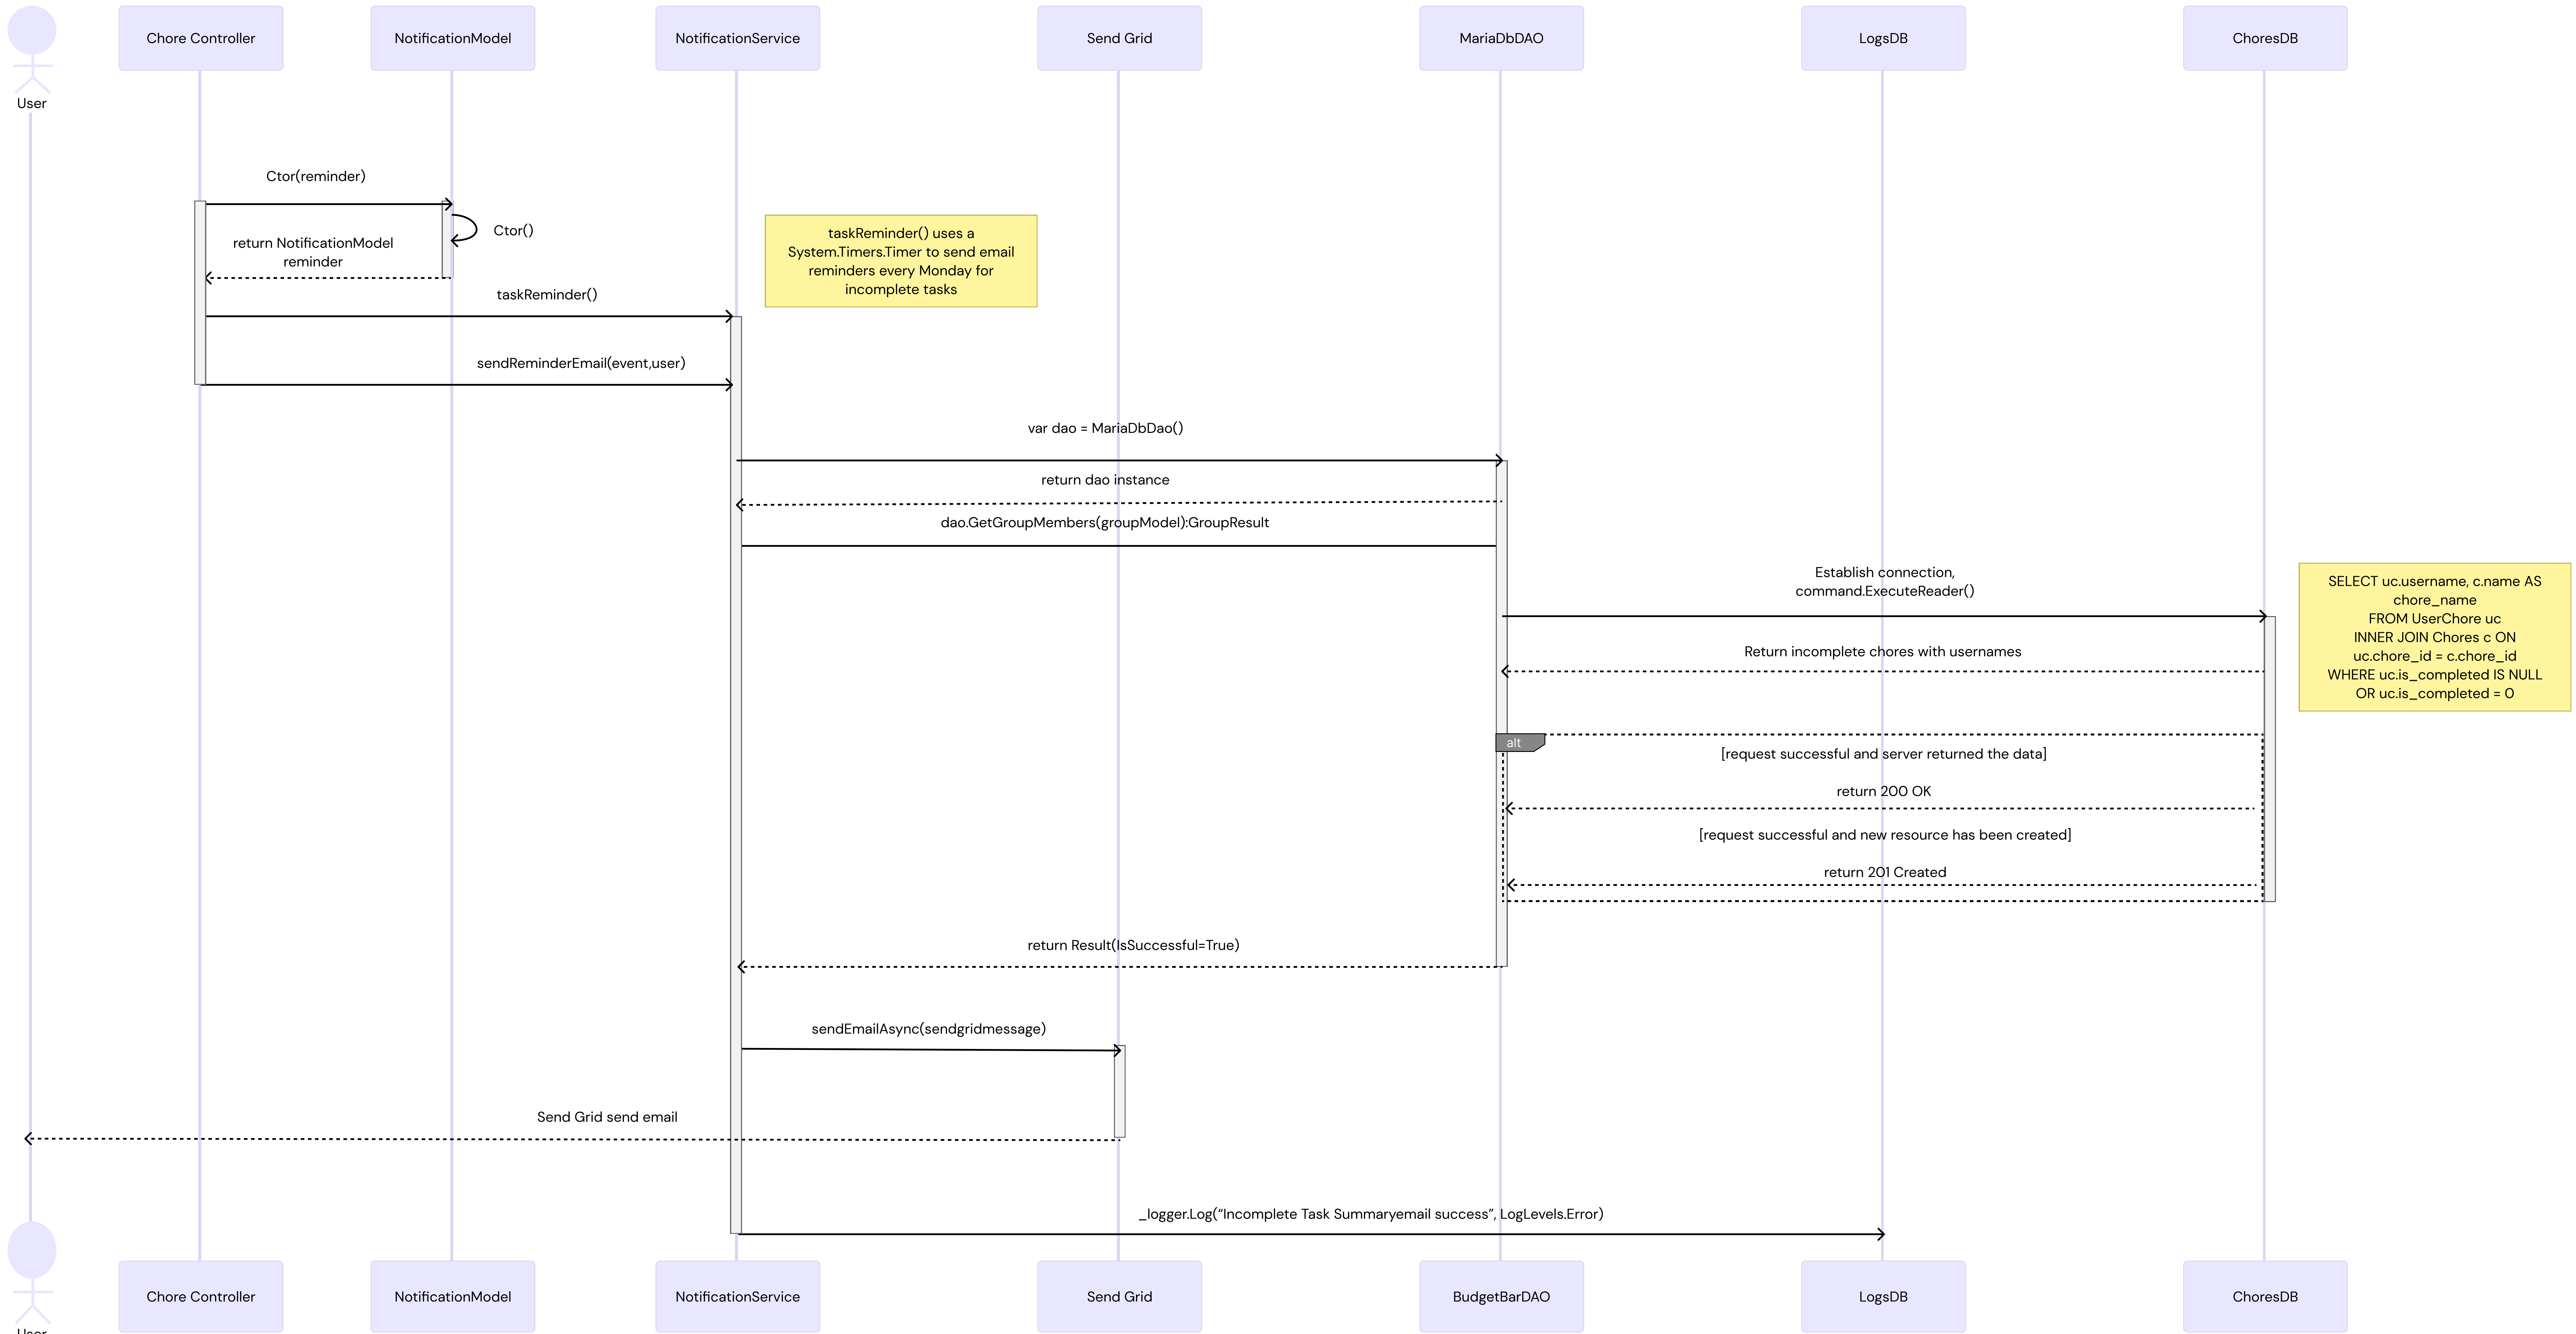 Chore Controller
NotificationModel
NotificationService
Send Grid
MariaDbDAO
LogsDB
ChoresDB
User
Ctor(reminder)
Ctor()
return NotificationModel
reminder
taskReminder() uses a
System.Timers.Timer to send email
reminders every Monday for
incomplete tasks
taskReminder()
sendReminderEmail(event,user)
var dao = MariaDbDao()
return dao instance
dao.GetGroupMembers(groupModel):GroupResult
Establish connection,
command.ExecuteReader()
SELECT uc.username, c.name AS
chore_name
FROM UserChore uc
INNER JOIN Chores c ON
uc.chore_id = c.chore_id
WHERE uc.is_completed IS NULL
OR uc.is_completed = 0
Return incomplete chores with usernames
alt
[request successful and server returned the data]
return 200 OK
[request successful and new resource has been created]
return 201 Created
return Result(IsSuccessful=True)
sendEmailAsync(sendgridmessage)
Send Grid send email
_logger.Log(“Incomplete Task Summaryemail success”, LogLevels.Error)
Chore Controller
NotificationModel
NotificationService
Send Grid
BudgetBarDAO
LogsDB
ChoresDB
User